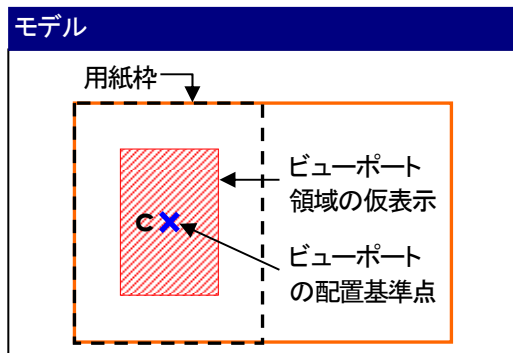 モデル
用紙枠
ビューポート
領域の仮表示
C
ビューポート
の配置基準点